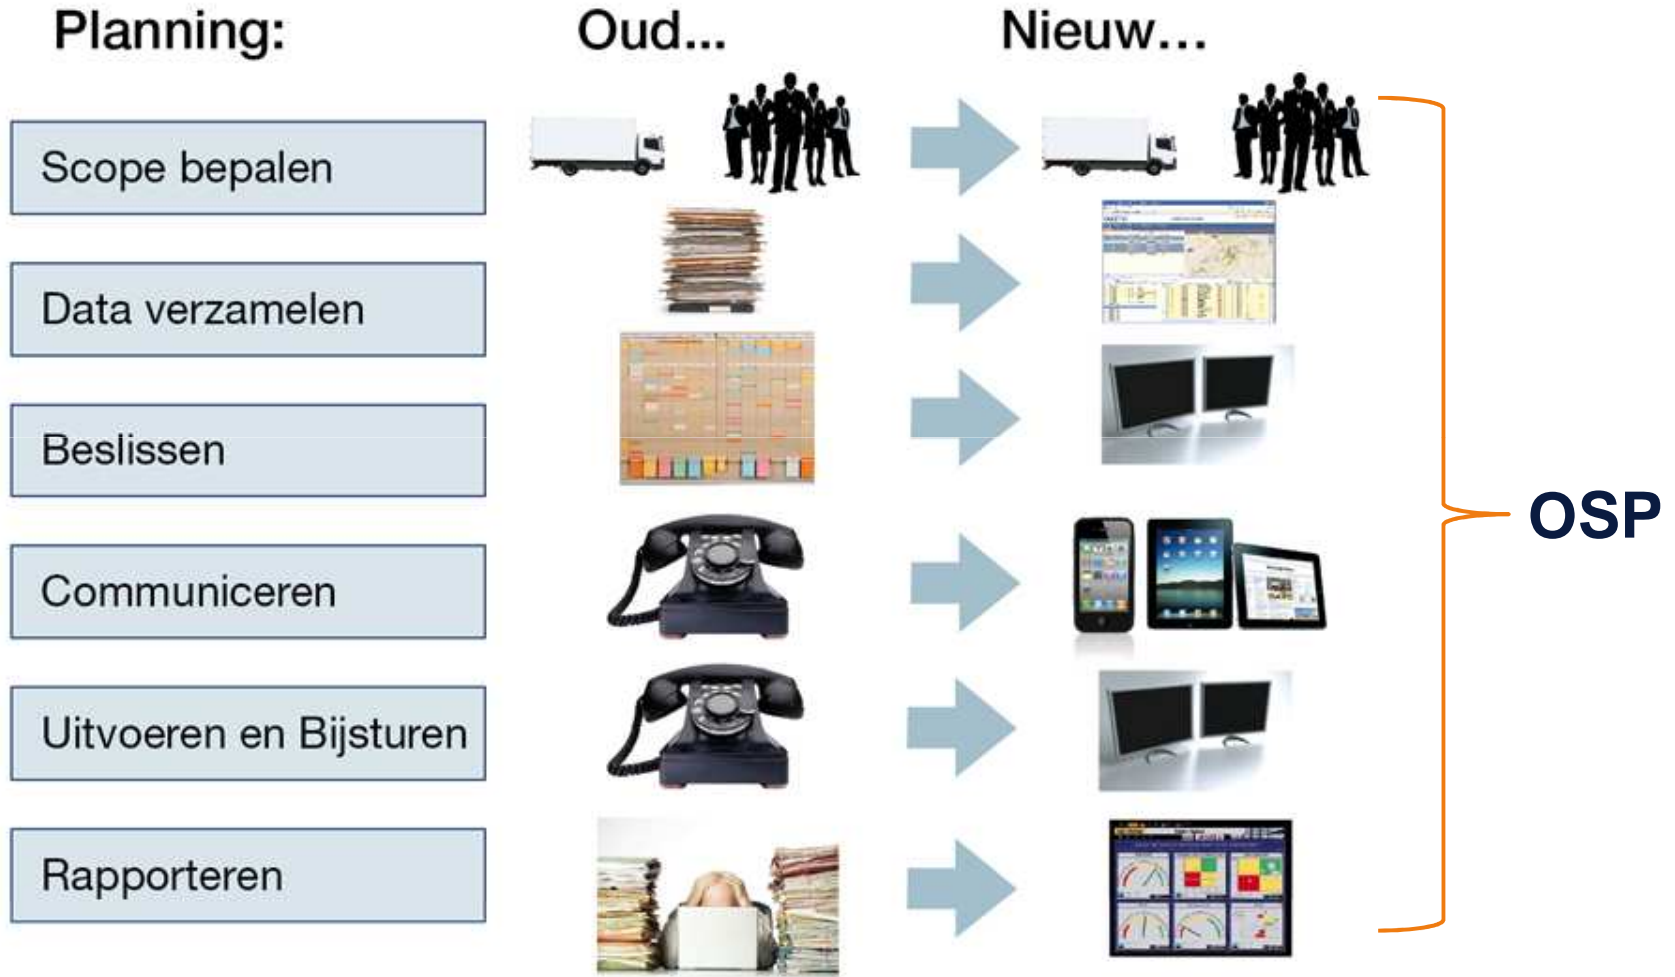 Planning:
Oud...
Nieuw...
Scope bepalen
Data verzamelen
Beslissen
Communiceren
Uitvoeren en Bijsturen
Rapporteren
OSP